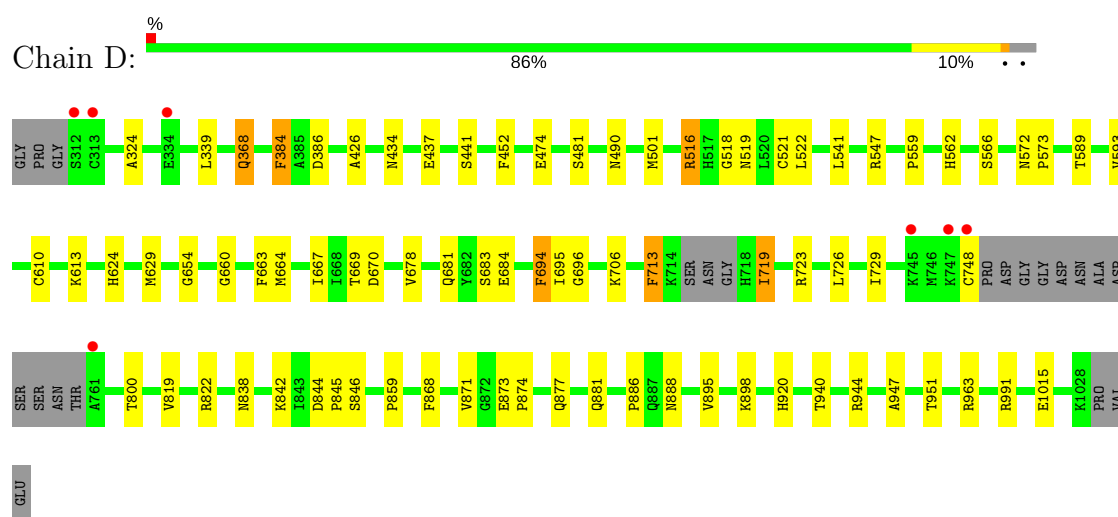 %
Chain D:
86% 10% • •
GLY PRO GLY S312 C313 A324 E334 L339 Q368 F384 A385 D386 A426 N434 E437 S441 F452 E474 S481 N490 M501 R516 H517 G518 N519 L520 C521 L522 L541 R547 P559 H562 S566 N572 P573 T589
C610 K613 H624 M629 G654 G660 F663 M664 I667 I668 T669 D670 V678 Q681 Y682 S683 E684 F694 I695 G696 K706 F713 K714 SER ASN GLY H718 I719 R723 L726 I729 K745 M746 K747 C748 PRO ASP GLY GLY ASP ASN ALA
SER SER ASN THR A761 T800 V819 R822 N838 K842 I843 D844 P845 S846 P859 F868 V871 G872 E873 P874 Q877 Q881 P886 Q887 N888 V895 K898 H920 T940 R944 A947 T951 R963 R991 E1015 K1028 PRO
GLU